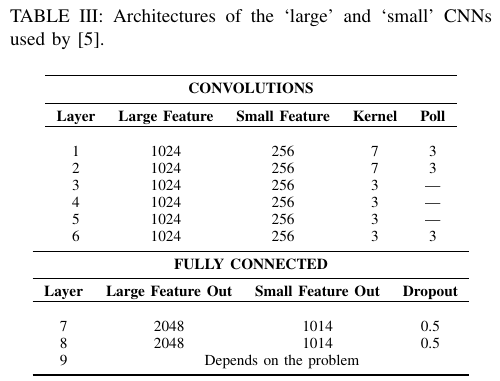 TABLE III: Architectures of the ‘large’ and ‘small’ CNNs
used by [5].
CONVOLUTIONS
Layer Large Feature Small Feature Kernel Poll
1 1024 256 7 3
2 1024 256 7 3
3 1024 256 3 —
4 1024 256 3 —
5 1024 256 3 —
6 1024 256 3 3
FULLY CONNECTED
Layer Large Feature Out Small Feature Out Dropout
7 2048 1014 0.5
8 2048 1014 0.5
9 Depends on the problem